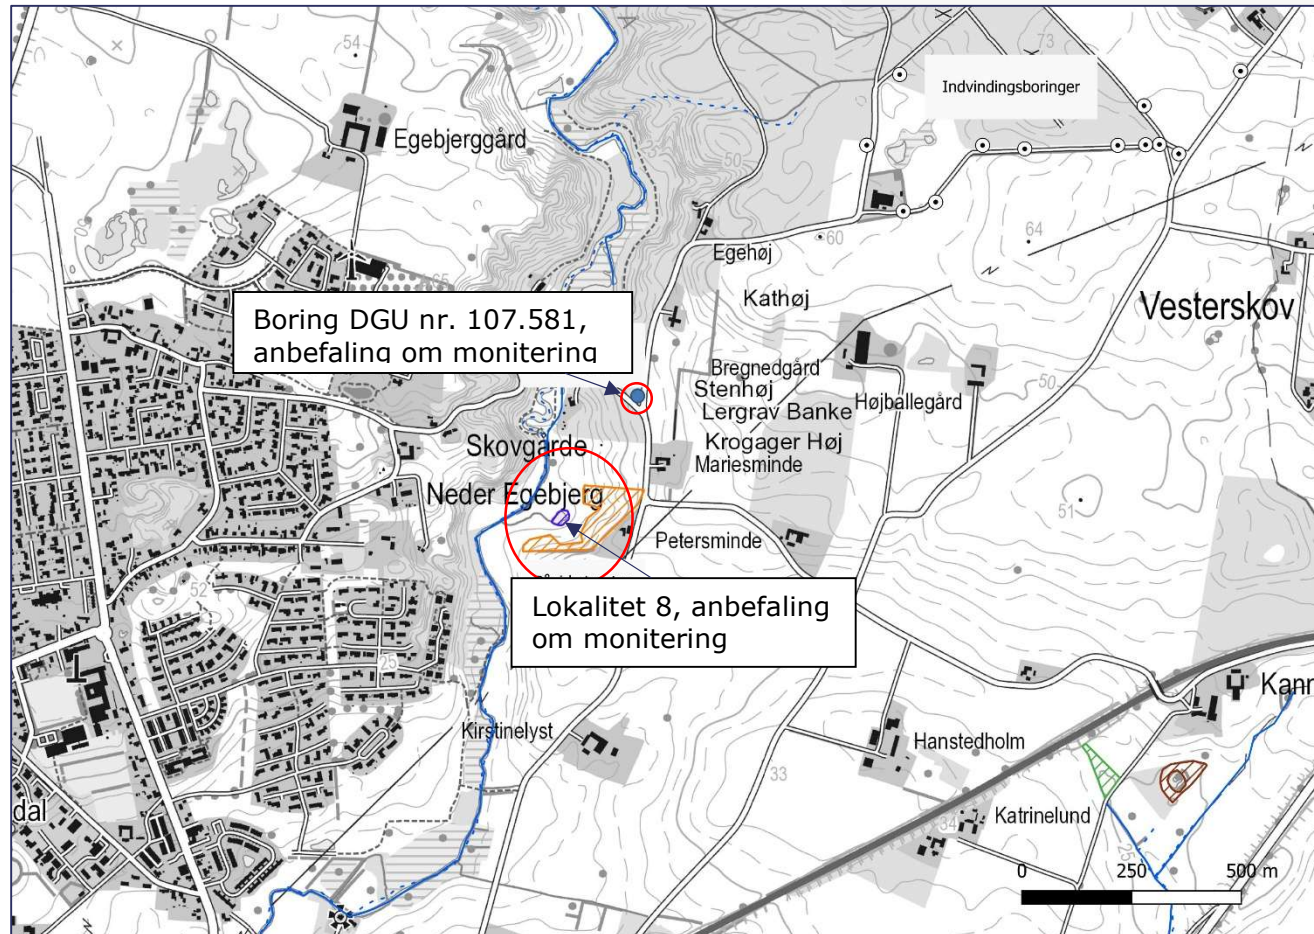 54
73
Indvindingsboringer
Egebjerggård
50
65
60
64
Egehøj
Kathøj
Vesterskov
Boring DGU nr. 107.581,
anbefaling om monitering
Bregnedgård
Stenhøj
Højballegård
Lergrav Banke
50
Skovgårde
Krogager Høj
Mariesminde
Neder Egebjerg
51
Petersminde
52
Lokalitet 8, anbefaling
om monitering
25
Kann
Kirstinelyst
Hanstedholm
33
dal
Katrinelund
34
25
0 250 500 m